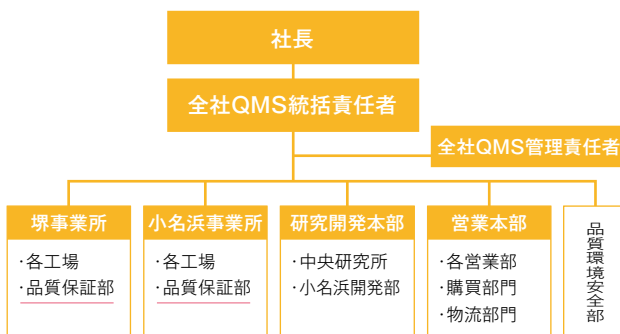 社長
全社QMS統括責任者
全社QMS管理責任者
堺事業所
・各工場
・品質保証部
小名浜事業所
・各工場
・品質保証部
研究開発本部
・中央研究所
・小名浜開発部
営業本部
・各営業部
・購買部門
・物流部門
品質環境安全部